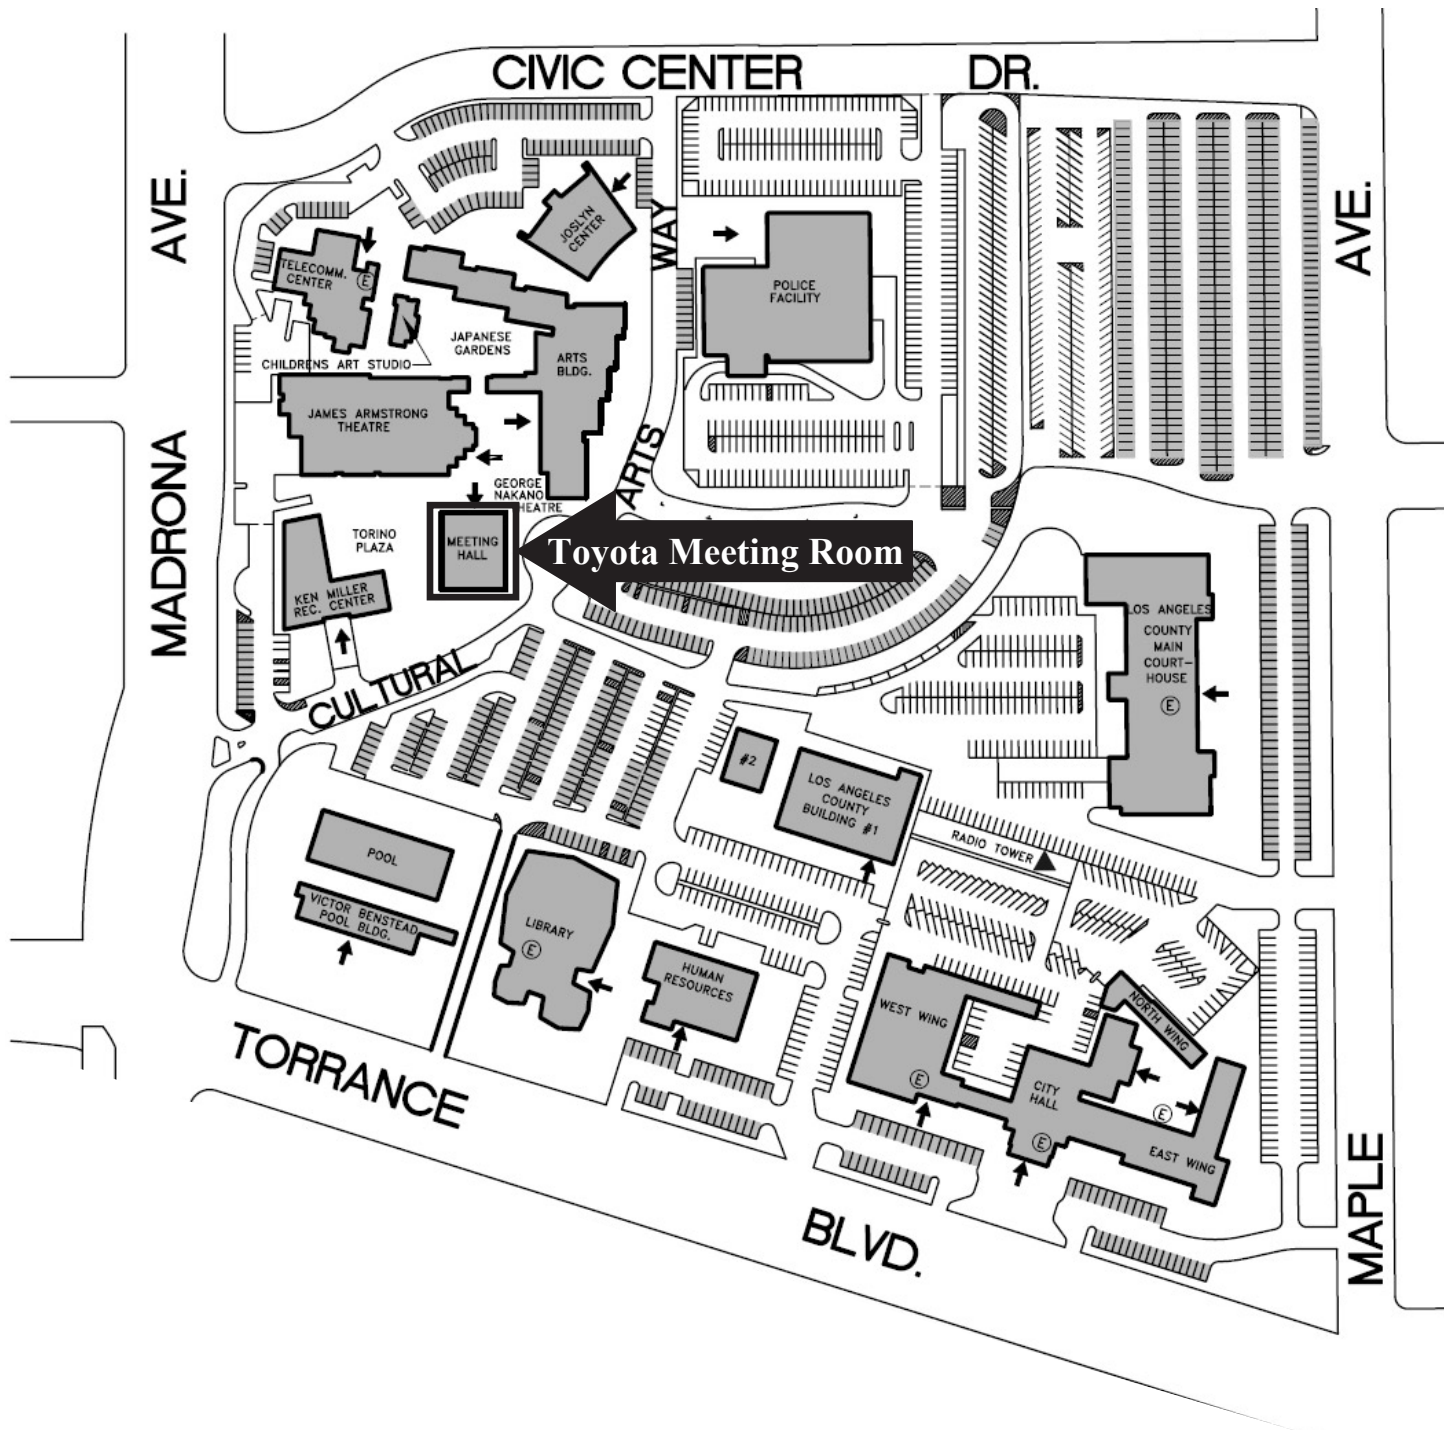 CIVIC CENTER DR.
AVE.
MADRONA
WAY
ARTS
AVE.
MAPLE
JOSLYN
CENTER
TELECOMM.
CENTER
E
JAPANESE
GARDENS
CHILDRENS ART STUDIO
ARTS
BLDG.
POLICE
FACILITY
JAMES ARMSTRONG
THEATRE
GEORGE
NAKANO
HEATRE
TORINO
PLAZA
MEETING
HALL
Toyota Meeting Room
KEN MILLER
REC. CENTER
CULTURAL
LOS ANGELES
COUNTY
MAIN
COURT-
HOUSE
E
#2
LOS ANGELES
COUNTY
BUILDING #1
RADIO TOWER
POOL
VICTOR BENSTEAD
POOL BLDG.
LIBRARY
E
HUMAN
RESOURCES
WEST WING
E
NORTH WING
CITY
HALL
E
E
EAST WING
TORRANCE
BLVD.